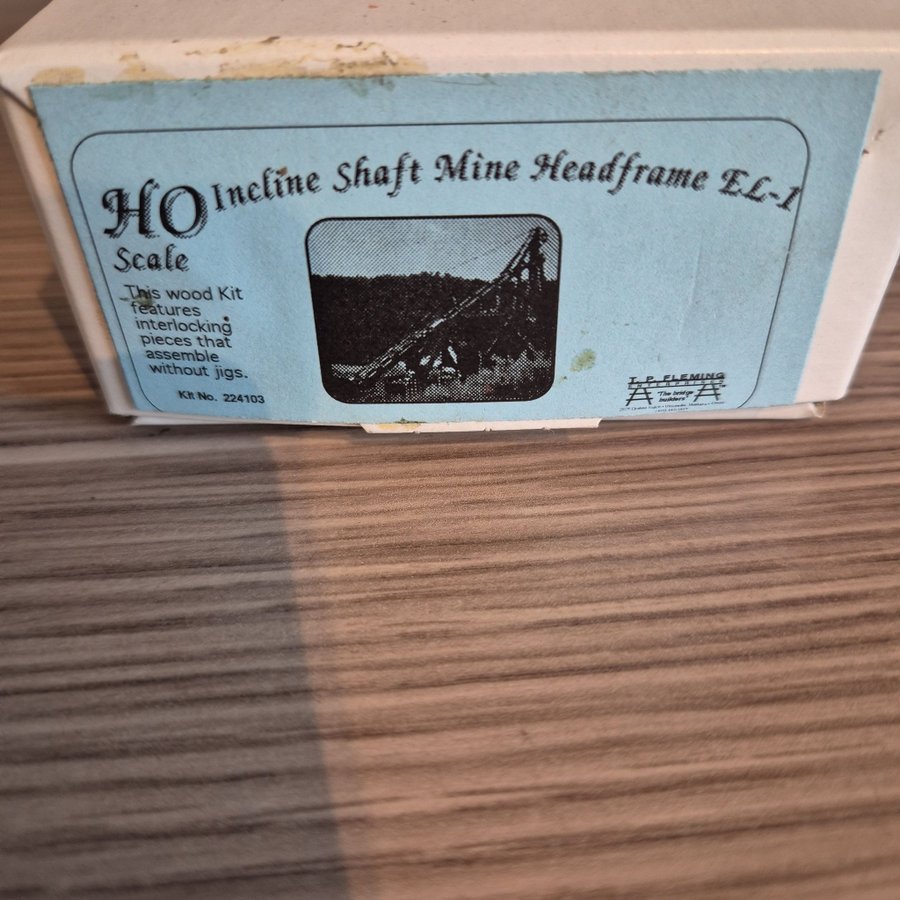 HO Incline Shaft Mine Headframe EL-1
Scale
This wood Kit
features
interlocking
pieces that
assemble
without jigs.
Kit No. 224103
T. P. FLEMING
ENTERPRISES
"The bridge
builders"